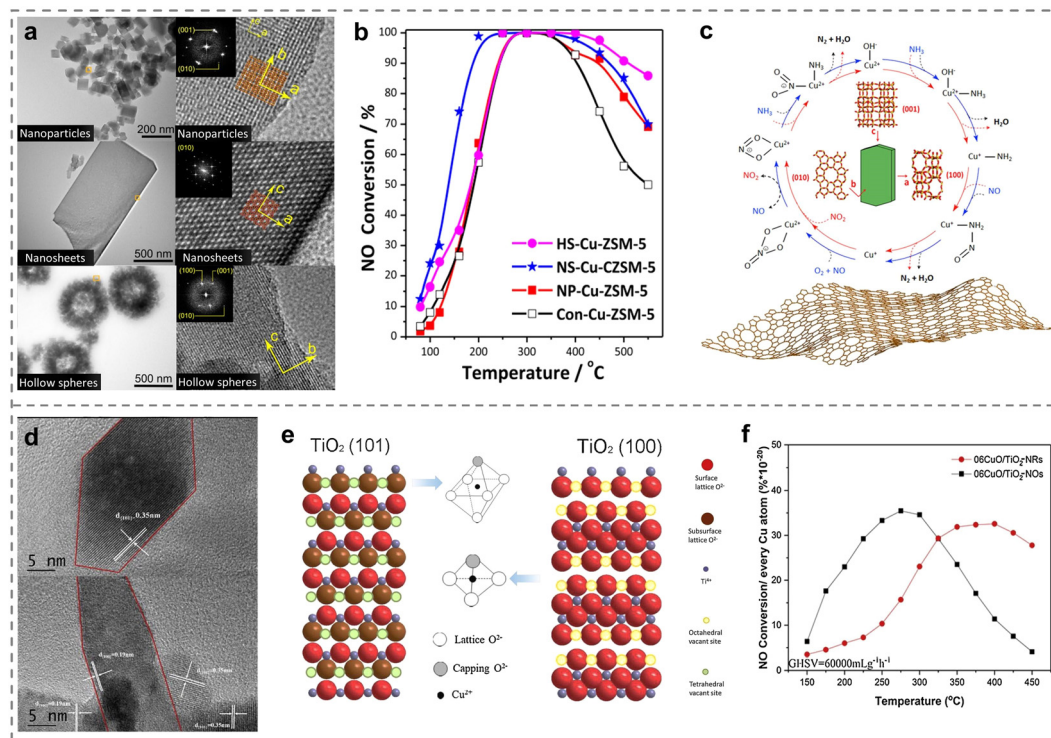 a
(001)
(010)
b
a
Nanoparticles
200 nm
Nanoparticles
(010)
c
a
Nanosheets
500 nm
Nanosheets
(100)
(001)
(010)
c
b
Hollow spheres
500 nm
Hollow spheres
b
NO Conversion / %
100
90
80
70
60
50
40
30
20
10
0
HS-Cu-ZSM-5
NS-Cu-CZSM-5
NP-Cu-ZSM-5
Con-Cu-ZSM-5
100
200
300
400
500
Temperature / °C
c
N₂ + H₂O
OH⁻
Cu²⁺
NH₃
NH₃
Cu²⁺
O
N
O
OH⁻
Cu²⁺
NH₃
NH₃
H₂O
(001)
c
Cu²⁺
O
N
O
Cu⁺
NH₂
NO₂
(010)
b
a
(100)
NO
NO
NO₂
Cu²⁺
O
N
O
Cu⁺
NH₂
N
O
Cu⁺
O₂ + NO
N₂ + H₂O
d
d(101)=0.35nm
5 nm
5 nm
e
TiO₂ (101)
TiO₂ (100)
Lattice O²⁻
Capping O²⁻
Cu²⁺
Surface
lattice O²⁻
Subsurface
lattice O²⁻
Ti⁴⁺
Octahedral
vacant site
Tetrahedral
vacant site
f
NO Conversion/ every Cu atom (%*10⁻²⁰)
50
40
30
20
10
0
06CuO/TiO₂-NRs
06CuO/TiO₂-NOs
GHSV=60000mLg⁻¹h⁻¹
150
200
250
300
350
400
450
Temperature (°C)